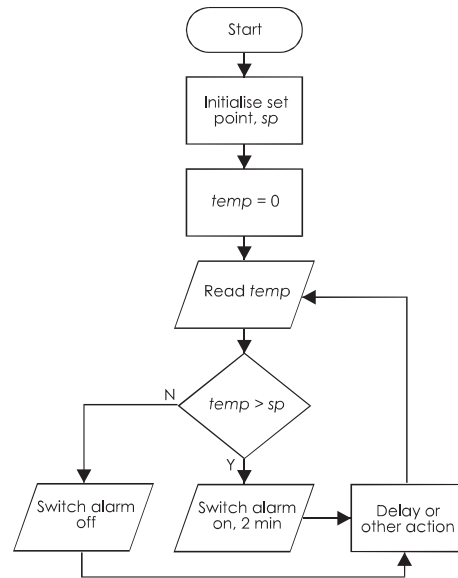 Start
Initialise set
point, sp
temp = 0
Read temp
temp > sp
N
Y
Switch alarm
off
Switch alarm
on, 2 min
Delay or
other action